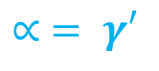 ∝ = γ′